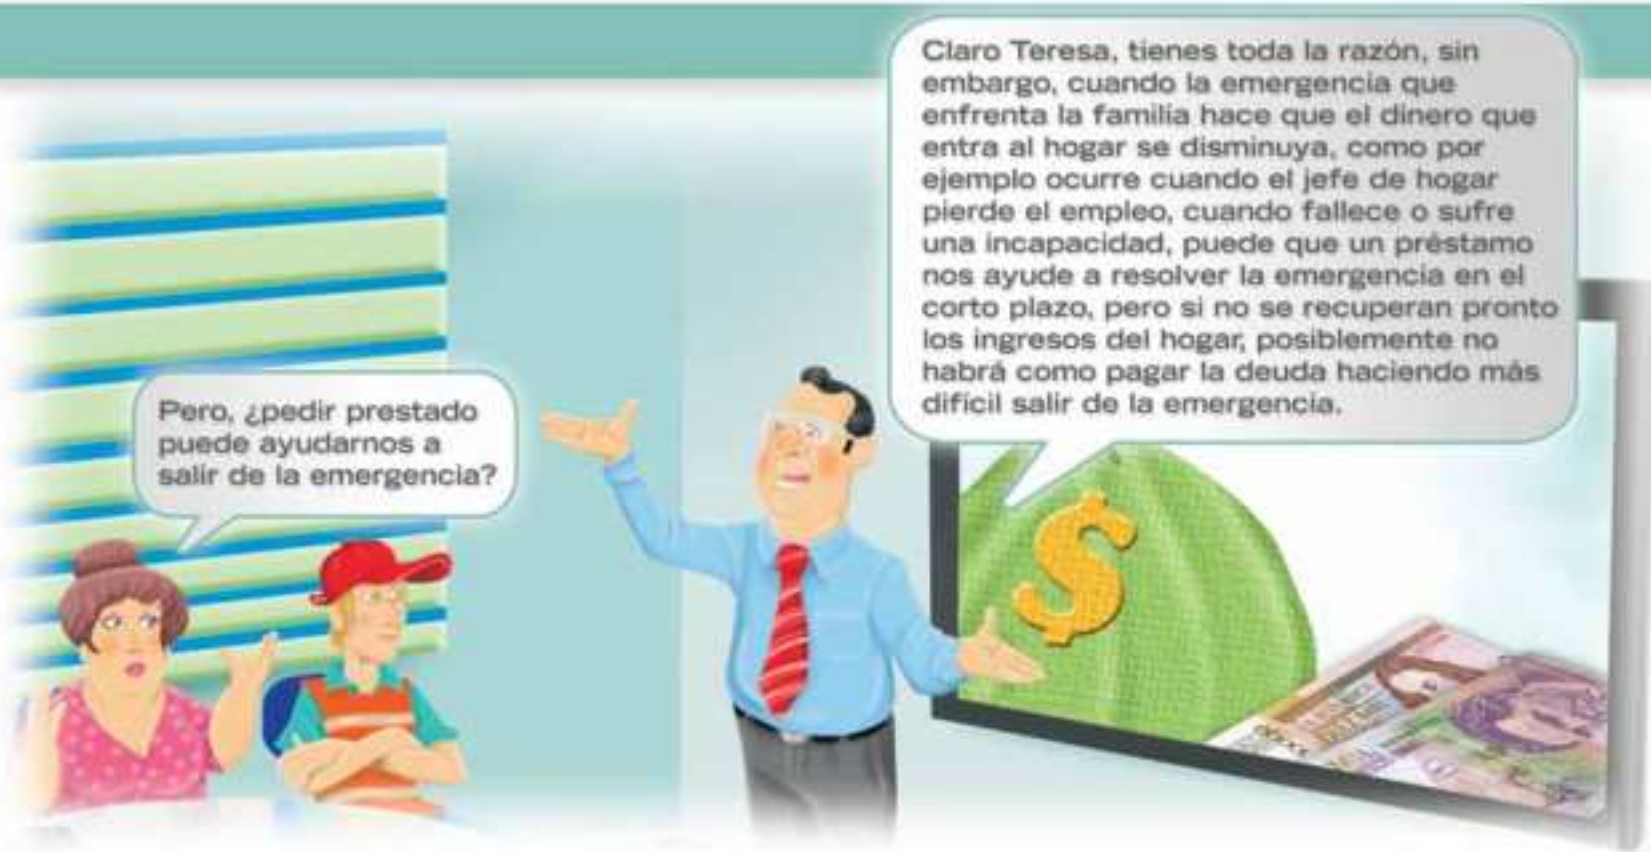 Pero, ¿pedir prestado
puede ayudarnos a
salir de la emergencia?
Claro Teresa, tienes toda la razón, sin
embargo, cuando la emergencia que
enfrenta la familia hace que el dinero que
entra al hogar se disminuya, como por
ejemplo ocurre cuando el jefe de hogar
pierde el empleo, cuando fallece o sufre
una incapacidad, puede que un préstamo
nos ayude a resolver la emergencia en el
corto plazo, pero si no se recuperan pronto
los ingresos del hogar, posiblemente no
habrá como pagar la deuda haciendo más
difícil salir de la emergencia.
$